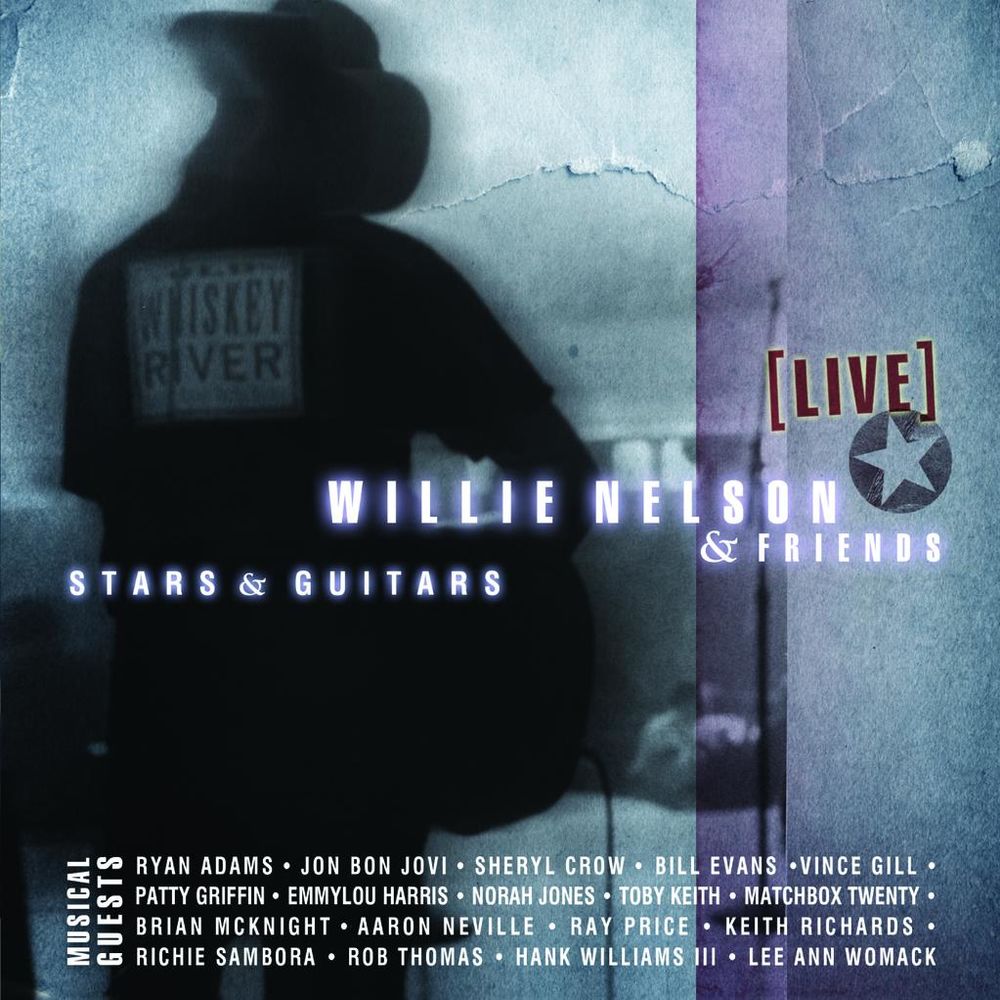 WHISKEY
RIVER
[LIVE]
WILLIE NELSON
& FRIENDS
STARS & GUITARS
MUSICAL
GUESTS
RYAN ADAMS • JON BON JOVI • SHERYL CROW • BILL EVANS • VINCE GILL •
PATTY GRIFFIN • EMMYLOU HARRIS • NORAH JONES • TOBY KEITH • MATCHBOX TWENTY •
BRIAN MCKNIGHT • AARON NEVILLE • RAY PRICE • KEITH RICHARDS •
RICHIE SAMBORA • ROB THOMAS • HANK WILLIAMS III • LEE ANN WOMACK